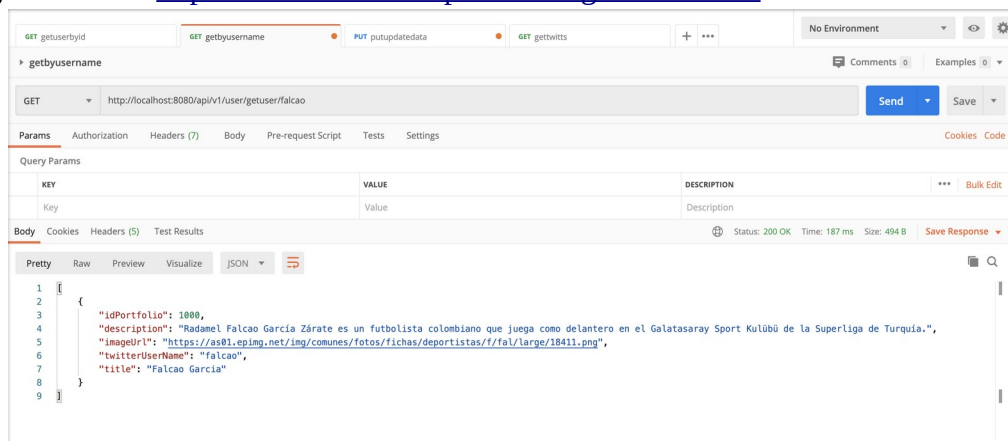 GET getuserbyid GET getbyusername PUT putupdatedata GET gettwitts + ••• No Environment
getbyusername Comments 0 Examples 0
GET http://localhost:8080/api/v1/user/getuser/falcao Send Save
Params Authorization Headers (7) Body Pre-request Script Tests Settings Cookies Code
Query Params
KEY VALUE DESCRIPTION ••• Bulk Edit
Key Value Description
Body Cookies Headers (5) Test Results Status: 200 OK Time: 187 ms Size: 494 B Save Response
Pretty Raw Preview Visualize JSON
1 [
2 {
3 "idPortfolio": 1000,
4 "description": "Radamel Falcao García Zárate es un futbolista colombiano que juega como delantero en el Galatasaray Sport Kulübü de la Superliga de Turquía.",
5 "imageUrl": "https://as01.epimg.net/img/comunes/fotos/fichas/deportistas/f/fal/large/18411.png",
6 "twitterUserName": "falcao",
7 "title": "Falcao Garcia"
8 }
9 ]